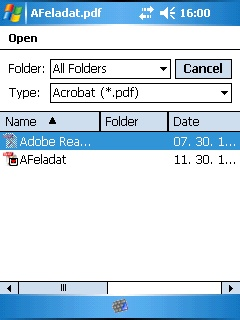 AFeladat.pdf 16:00
Open
Folder: All Folders Cancel
Type: Acrobat (*.pdf)
Name Folder Date
Adobe Rea... 07. 30. 1...
AFeladat 11. 30. 1...